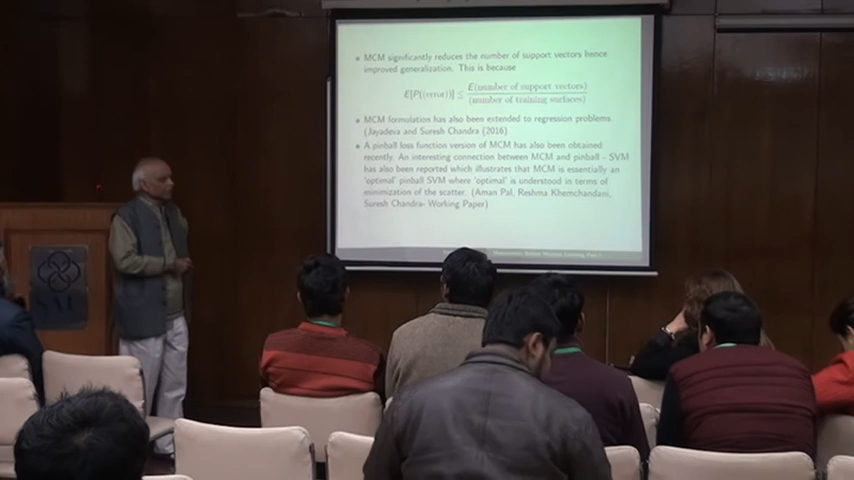 MCM significantly reduces the number of support vectors hence
improved generalization. This is because
E[P((error))] ≤ E(number of support vectors) / (number of training surfaces)
MCM formulation has also been extended to regression problems.
(Jayadeva and Suresh Chandra (2016)
A pinball loss function version of MCM has also been obtained
recently. An interesting connection between MCM and pinball - SVM
has also been reported which illustrates that MCM is essentially an
'optimal' pinball SVM where 'optimal' is understood in terms of
minimization of the scatter. (Aman Pal, Reshma Khemchandani,
Suresh Chandra- Working Paper)